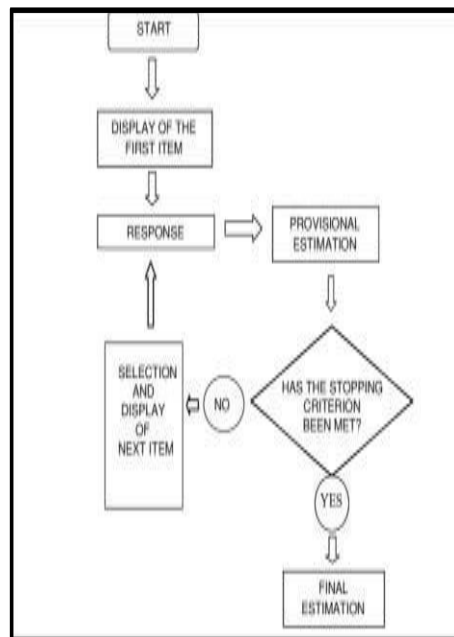 START
DISPLAY OF THE
FIRST ITEM
RESPONSE
PROVISIONAL
ESTIMATION
HAS THE STOPPING
CRITERION
BEEN MET?
NO
SELECTION
AND
DISPLAY
OF
NEXT ITEM
YES
FINAL
ESTIMATION